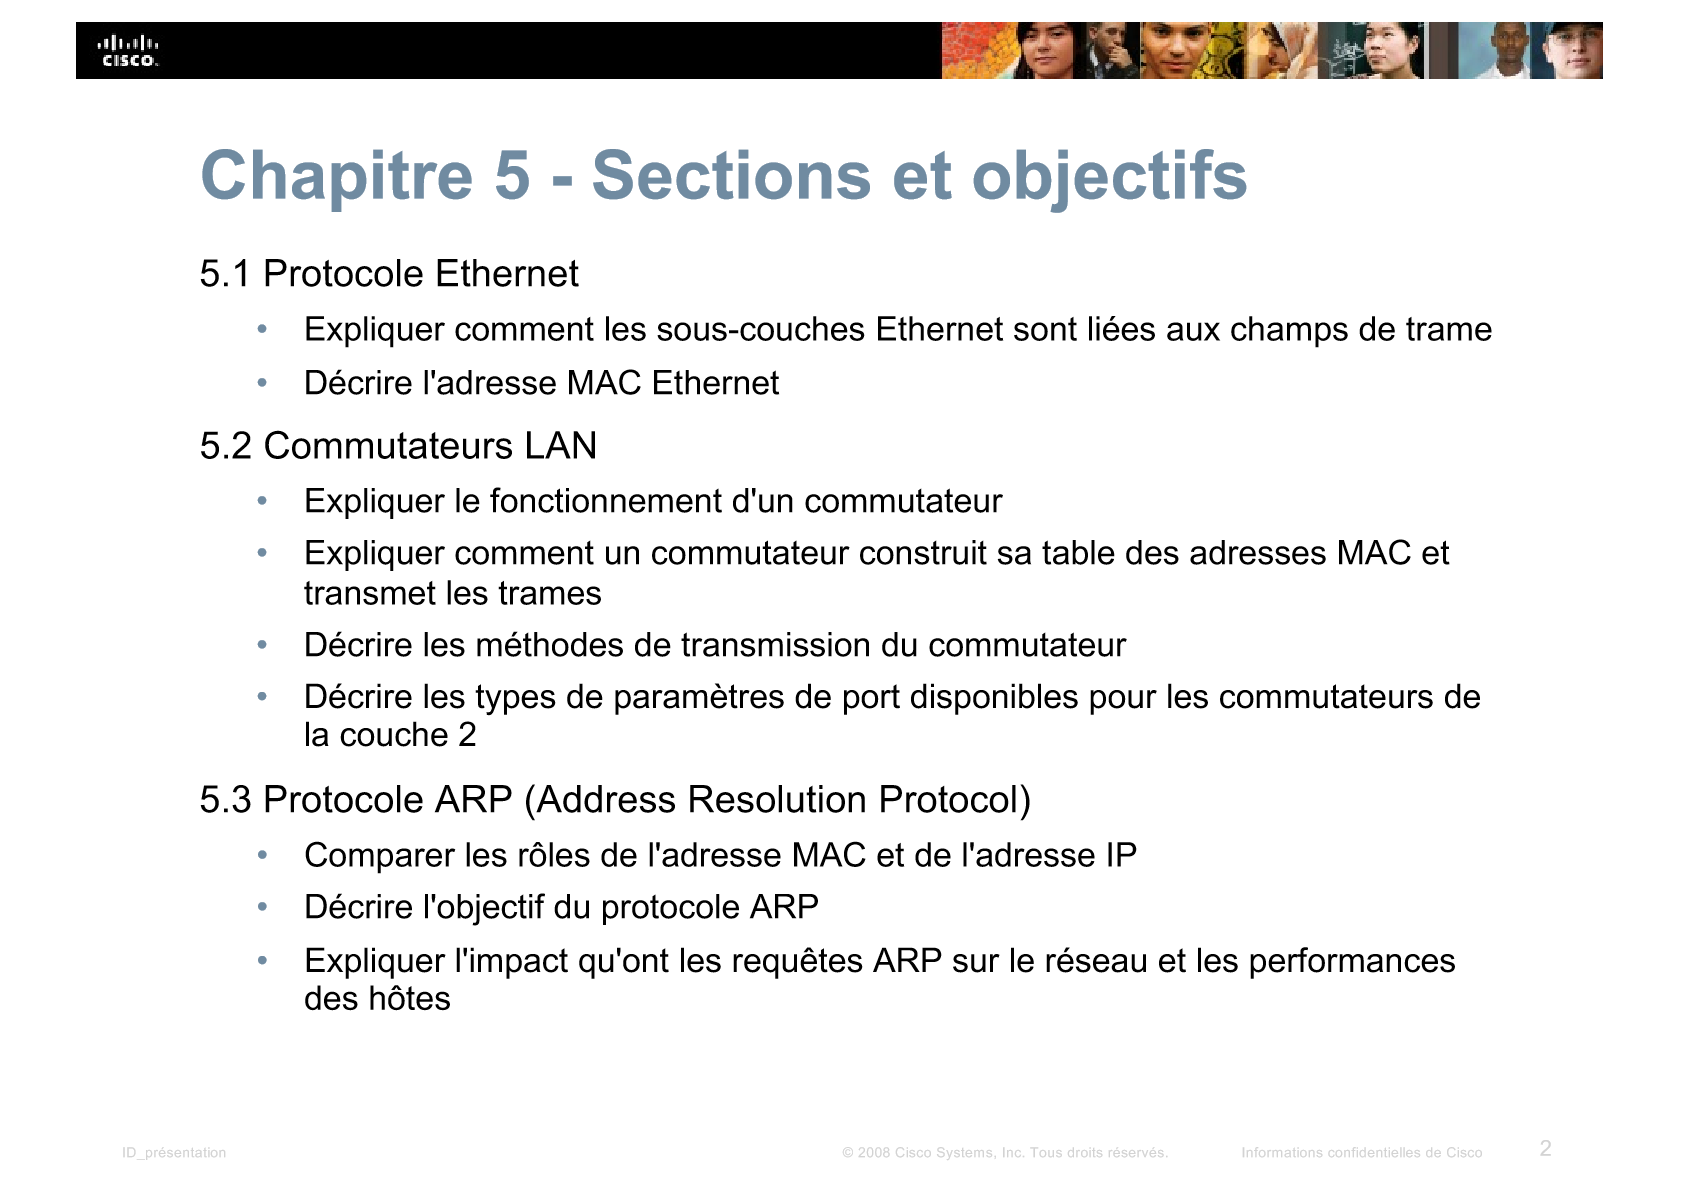 CISCO
Chapitre 5 - Sections et objectifs
5.1 Protocole Ethernet
• Expliquer comment les sous-couches Ethernet sont liées aux champs de trame
• Décrire l'adresse MAC Ethernet
5.2 Commutateurs LAN
• Expliquer le fonctionnement d'un commutateur
• Expliquer comment un commutateur construit sa table des adresses MAC et
transmet les trames
• Décrire les méthodes de transmission du commutateur
• Décrire les types de paramètres de port disponibles pour les commutateurs de
la couche 2
5.3 Protocole ARP (Address Resolution Protocol)
• Comparer les rôles de l'adresse MAC et de l'adresse IP
• Décrire l'objectif du protocole ARP
• Expliquer l'impact qu'ont les requêtes ARP sur le réseau et les performances
des hôtes
ID_présentation © 2008 Cisco Systems, Inc. Tous droits réservés. Informations confidentielles de Cisco 2